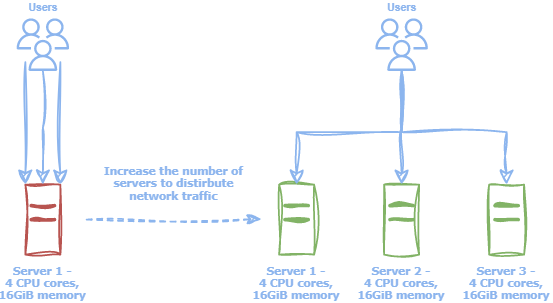 Users
Users
Increase the number of
servers to distirbute
network traffic
Server 1 -
4 CPU cores,
16GiB memory
Server 1 -
4 CPU cores,
16GiB memory
Server 2 -
4 CPU cores,
16GiB memory
Server 3 -
4 CPU cores,
16GiB memory